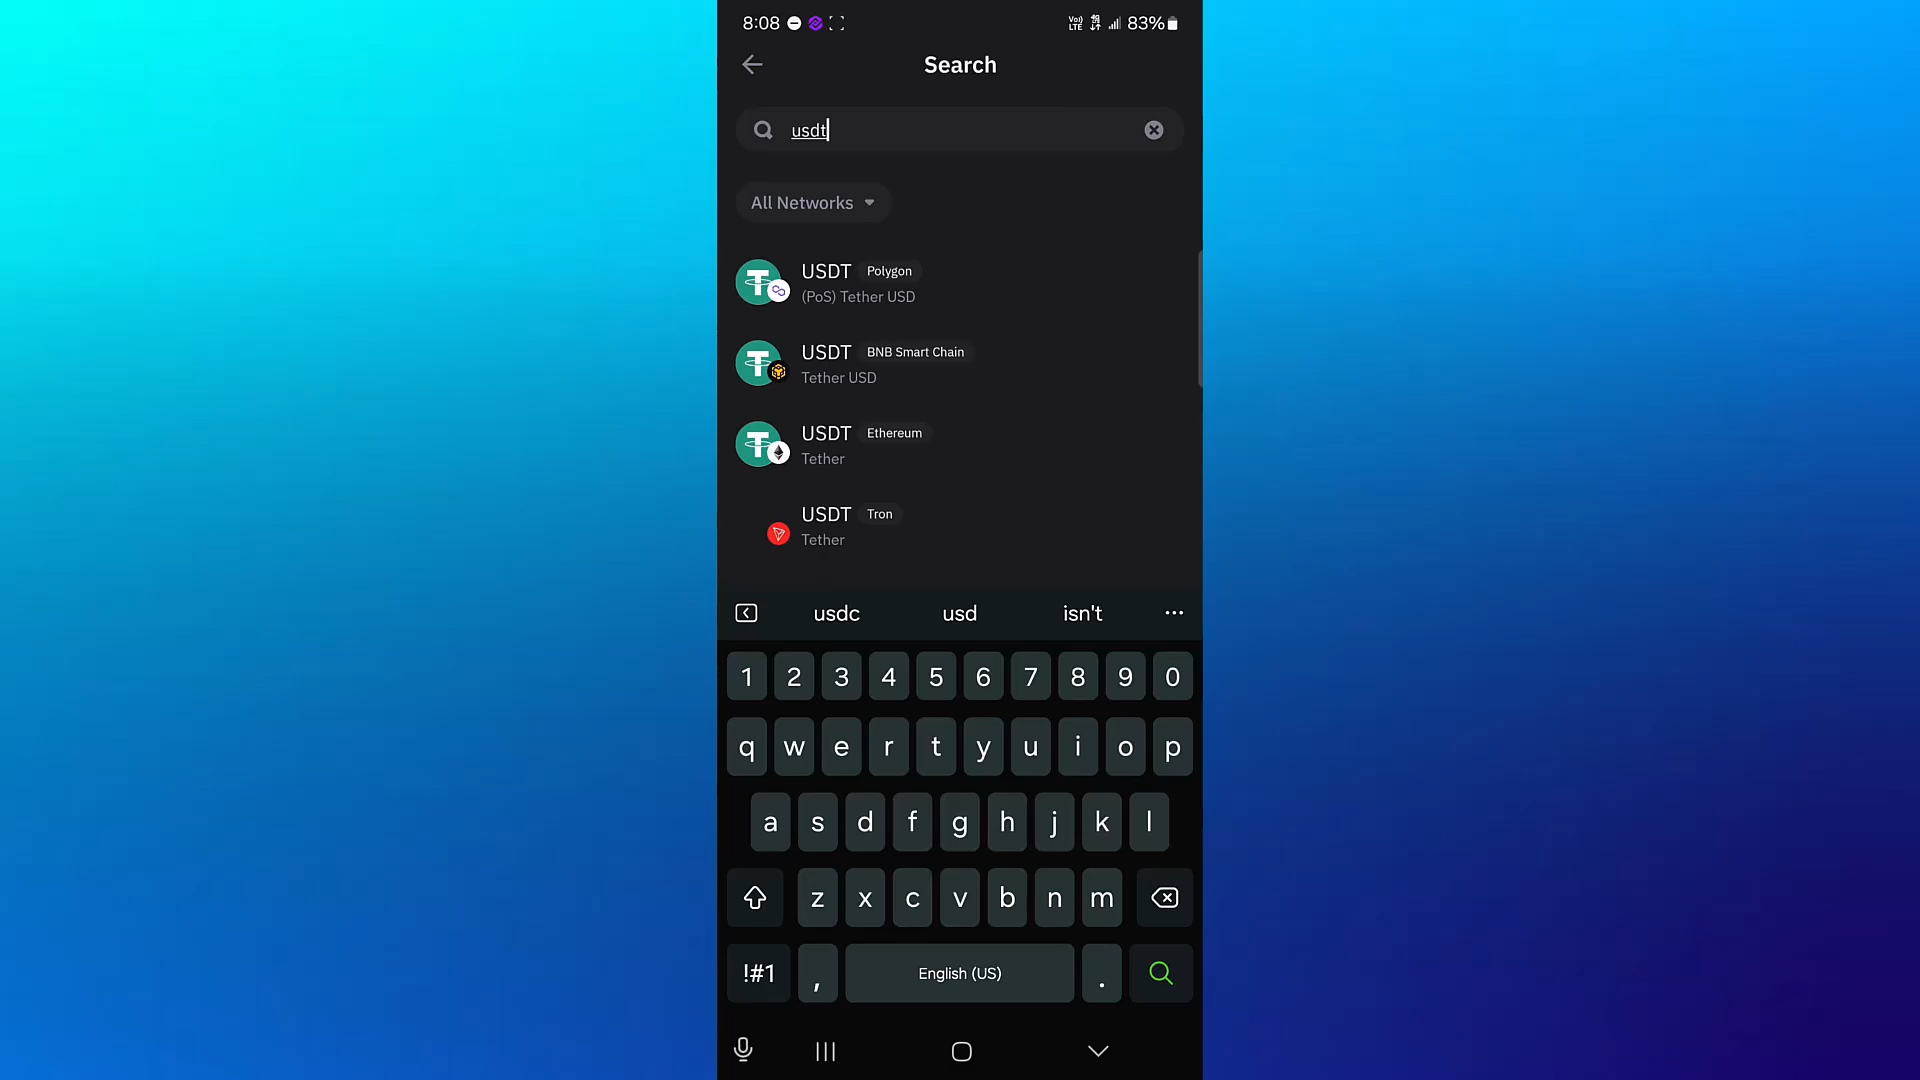 8:08 83%
Search
usdt
All Networks
USDT Polygon
(PoS) Tether USD
USDT BNB Smart Chain
Tether USD
USDT Ethereum
Tether
USDT Tron
Tether
usdc usd isn't ...
1 2 3 4 5 6 7 8 9 0
q w e r t y u i o p
a s d f g h j k l
z x c v b n m
!#1 , English (US) .